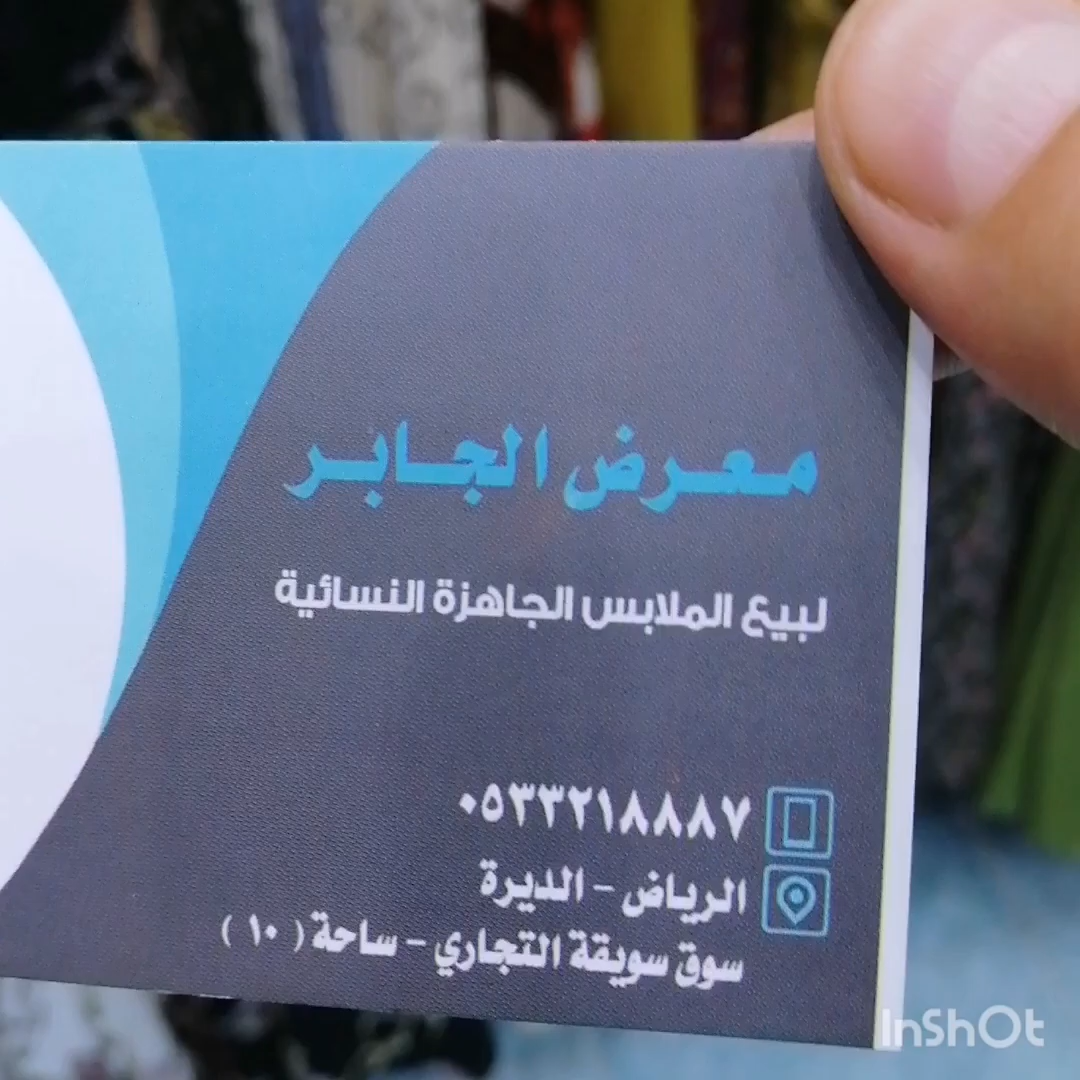 معرض الجابر
لبيع الملابس الجاهزة النسائية
٠٥٣٣٢١٨٨٨٧
الرياض - الديرة
سوق سويقة التجاري - ساحة ( ١٠ )
InShOt